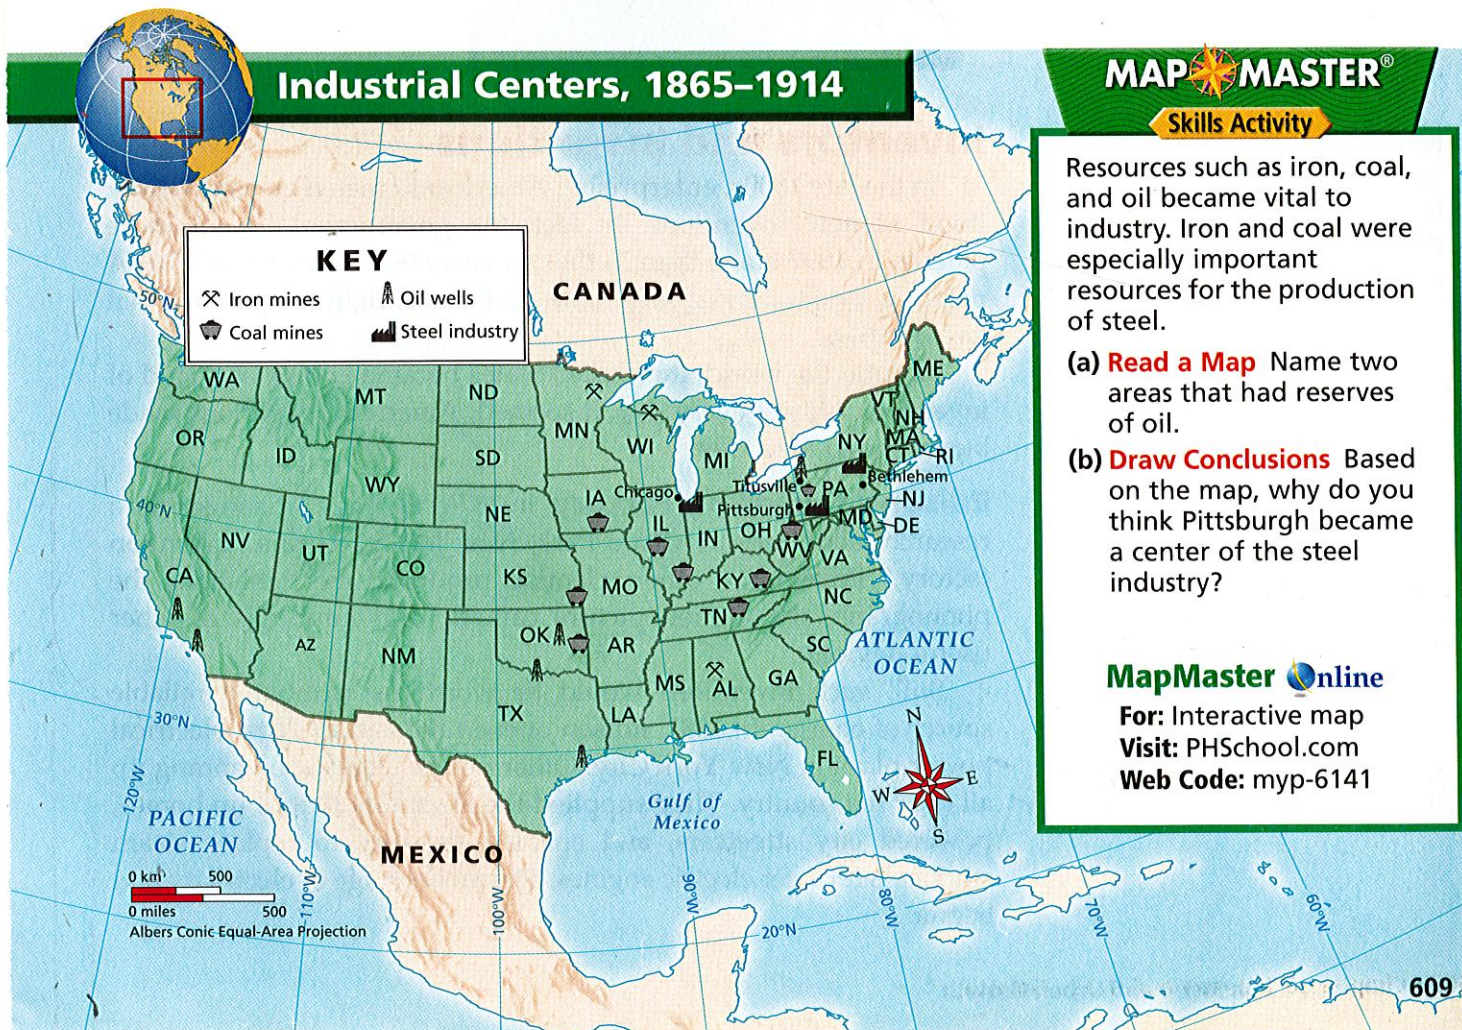 Industrial Centers, 1865–1914
KEY
Iron mines
Oil wells
Coal mines
Steel industry
CANADA
50°N
WA
MT
ND
MN
ME
VT
NH
OR
ID
SD
WI
MI
NY
MA
CT
RI
WY
IA
Chicago
Titusville
PA
Bethlehem
NJ
40°N
NE
IL
IN
OH
Pittsburgh
MD
DE
NV
UT
CO
KS
MO
KY
WV
VA
CA
TN
NC
AZ
NM
OK
AR
SC
ATLANTIC
OCEAN
MS
AL
GA
TX
LA
30°N
FL
N
E
W
S
120°W
PACIFIC
OCEAN
Gulf of
Mexico
MEXICO
0 km
500
0 miles
500
Albers Conic Equal-Area Projection
110°W
100°W
90°W
80°W
70°W
60°W
20°N
MAP MASTER®
Skills Activity
Resources such as iron, coal,
and oil became vital to
industry. Iron and coal were
especially important
resources for the production
of steel.
(a) Read a Map Name two
areas that had reserves
of oil.
(b) Draw Conclusions Based
on the map, why do you
think Pittsburgh became
a center of the steel
industry?
MapMaster Online
For: Interactive map
Visit: PHSchool.com
Web Code: myp-6141
609